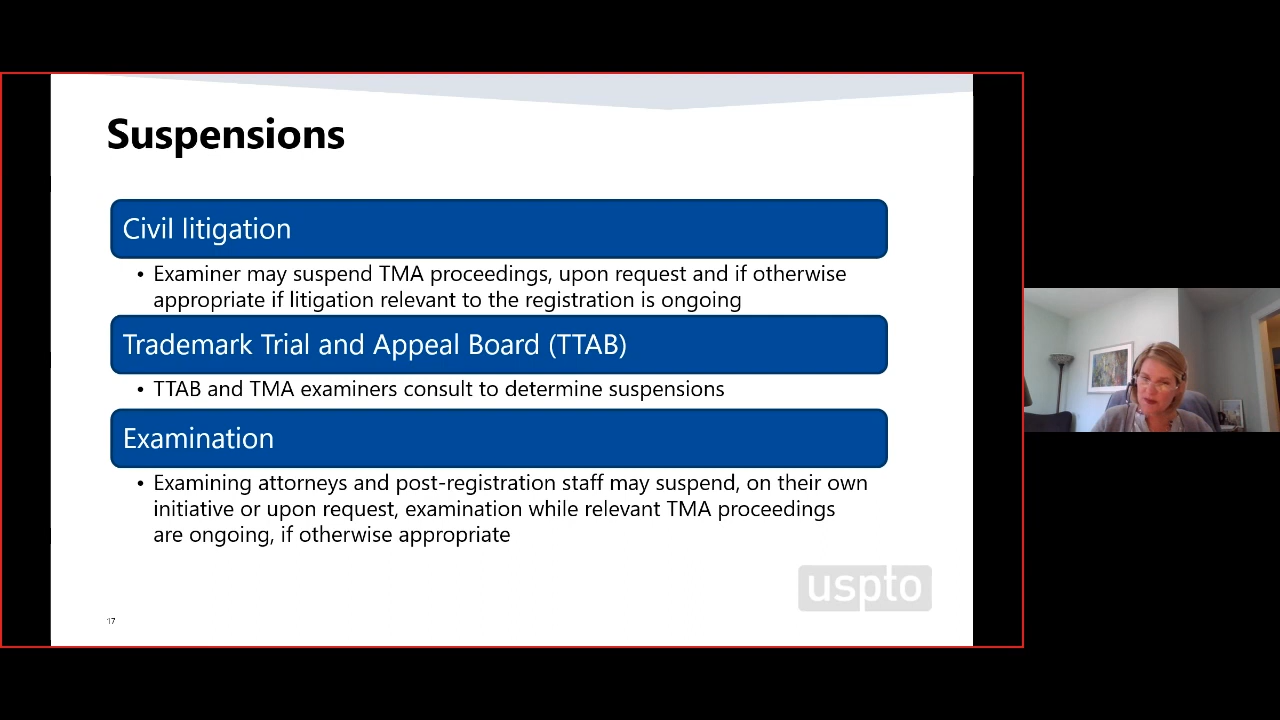 Suspensions
Civil litigation
• Examiner may suspend TMA proceedings, upon request and if otherwise
appropriate if litigation relevant to the registration is ongoing
Trademark Trial and Appeal Board (TTAB)
• TTAB and TMA examiners consult to determine suspensions
Examination
• Examining attorneys and post-registration staff may suspend, on their own
initiative or upon request, examination while relevant TMA proceedings
are ongoing, if otherwise appropriate
uspto
17